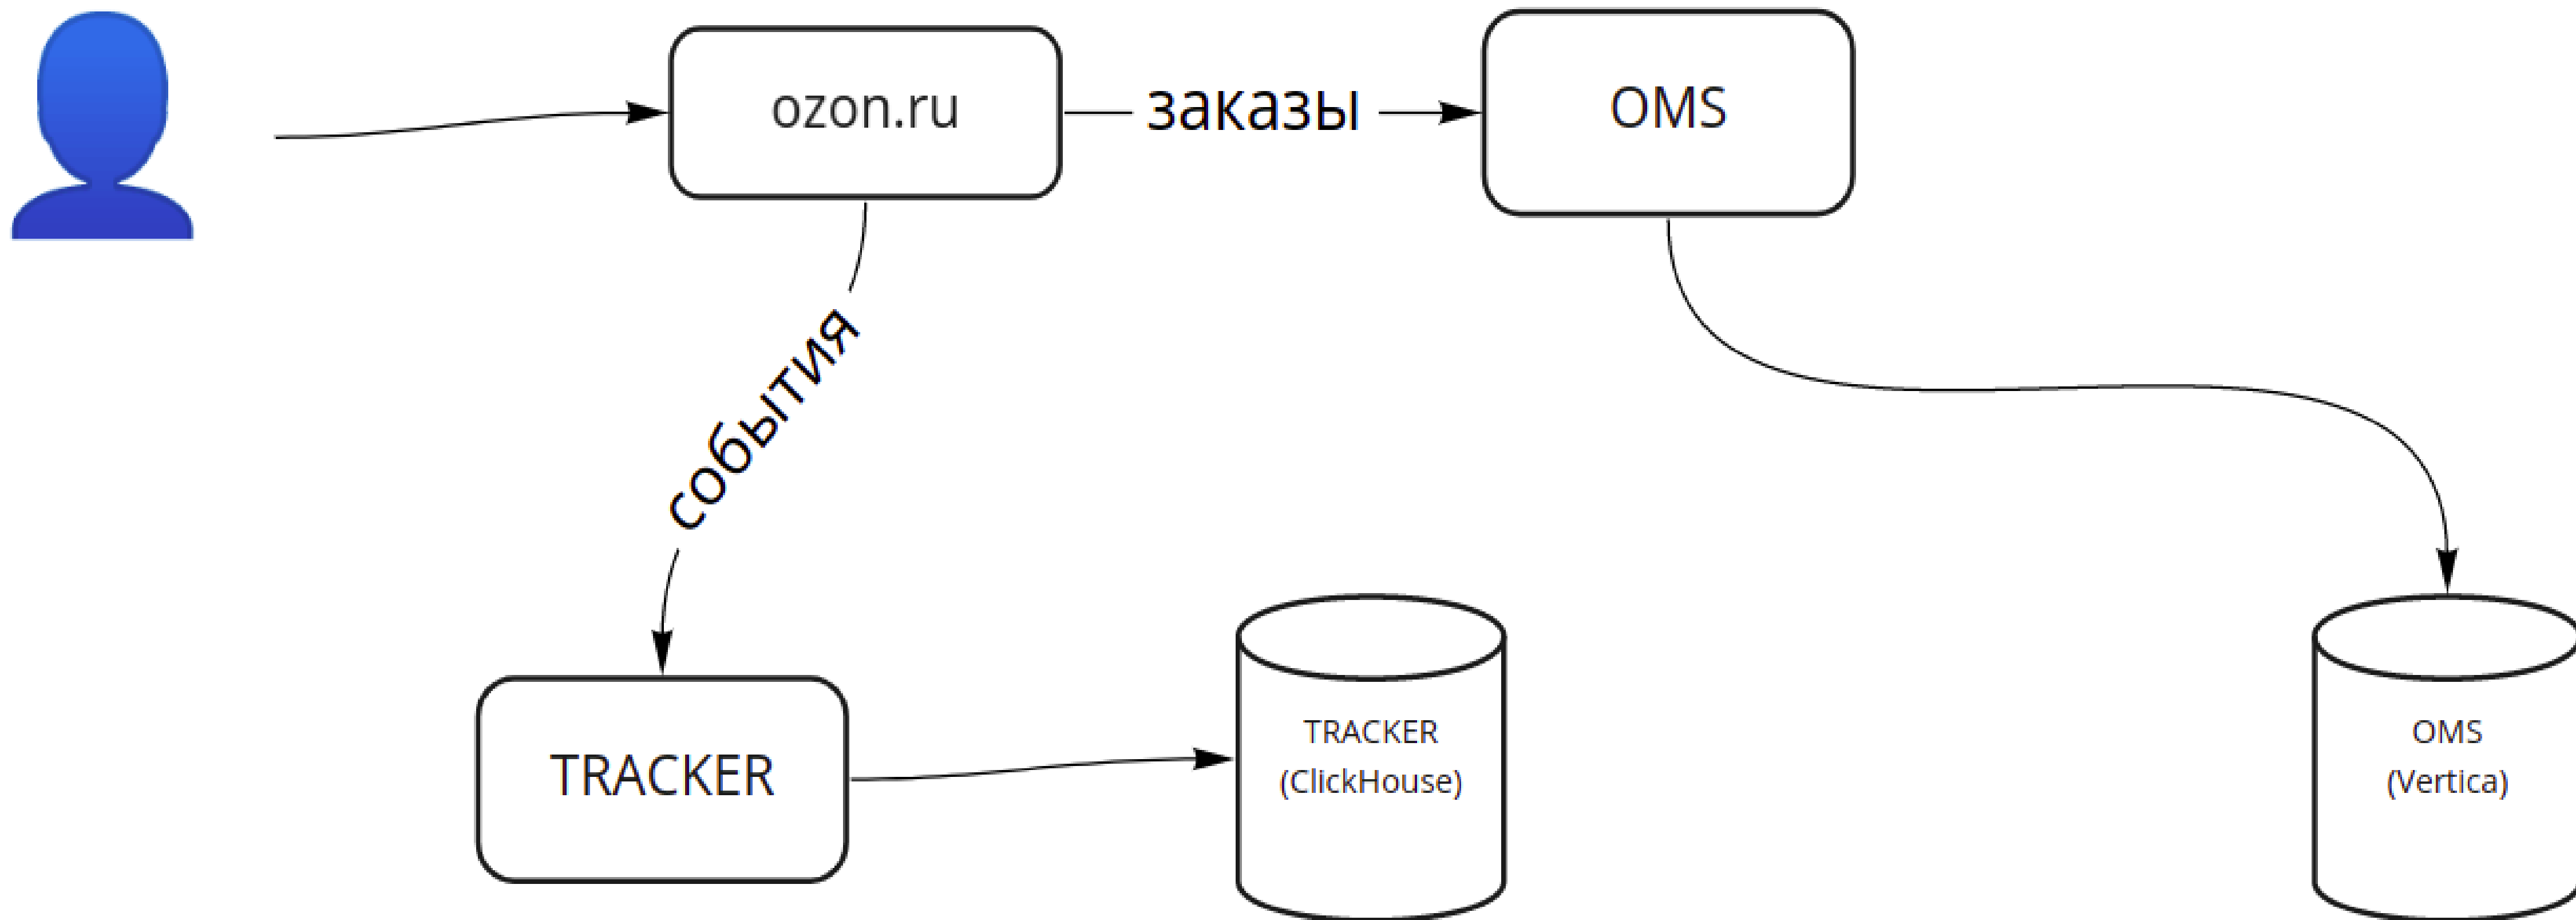 ozon.ru
заказы
OMS
события
TRACKER
TRACKER
(ClickHouse)
OMS
(Vertica)